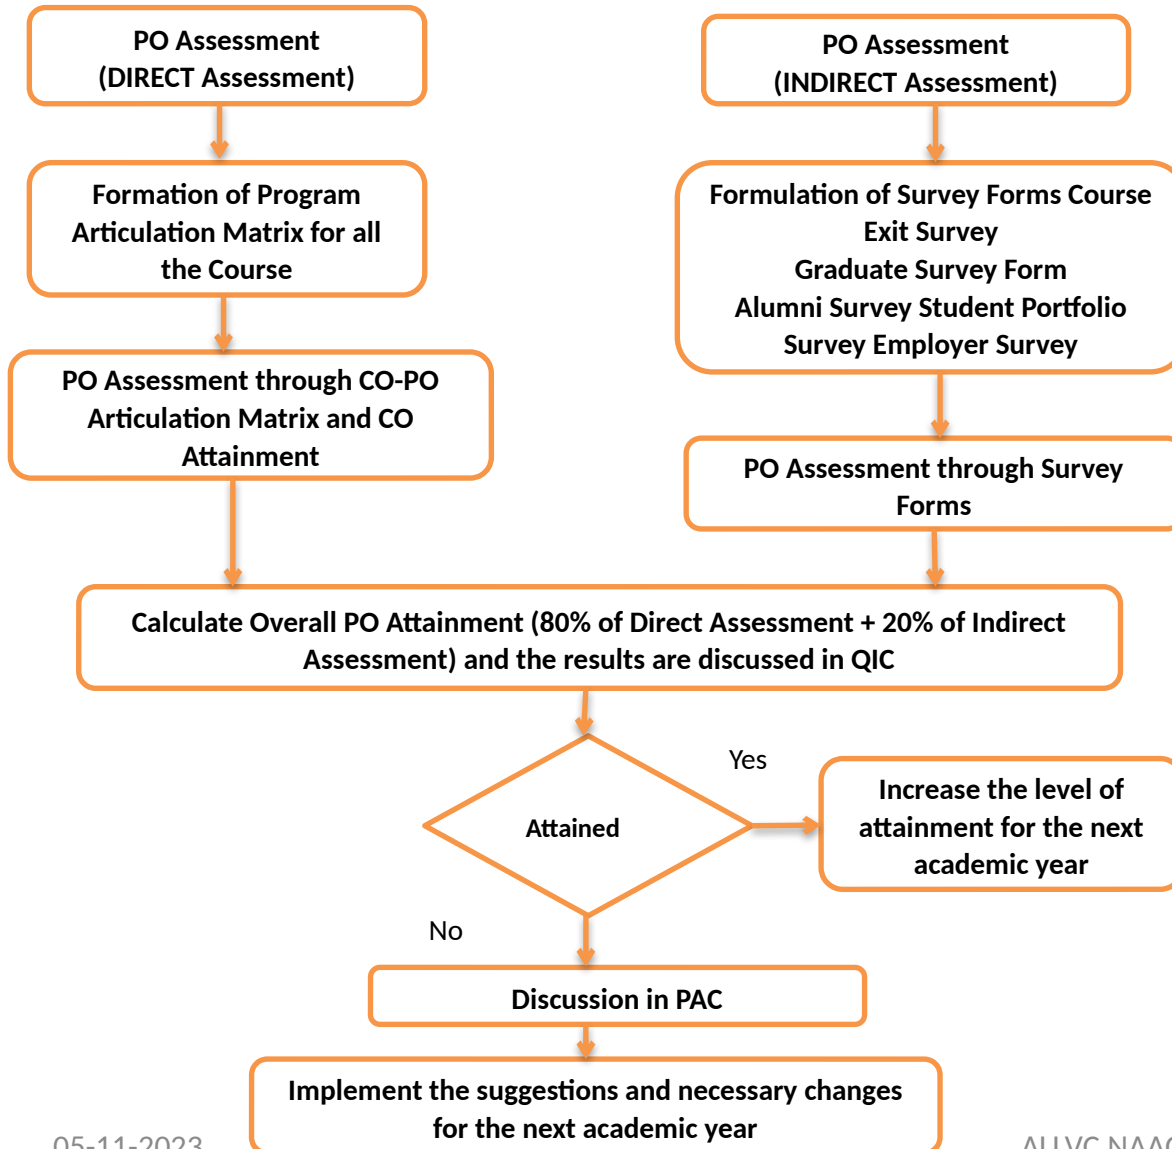 PO Assessment
(DIRECT Assessment)
PO Assessment
(INDIRECT Assessment)
Formation of Program
Articulation Matrix for all
the Course
Formulation of Survey Forms Course
Exit Survey
Graduate Survey Form
Alumni Survey Student Portfolio
Survey Employer Survey
PO Assessment through CO-PO
Articulation Matrix and CO
Attainment
PO Assessment through Survey
Forms
Calculate Overall PO Attainment (80% of Direct Assessment + 20% of Indirect
Assessment) and the results are discussed in QIC
Attained
Yes
Increase the level of
attainment for the next
academic year
No
Discussion in PAC
Implement the suggestions and necessary changes
for the next academic year
05-11-2023